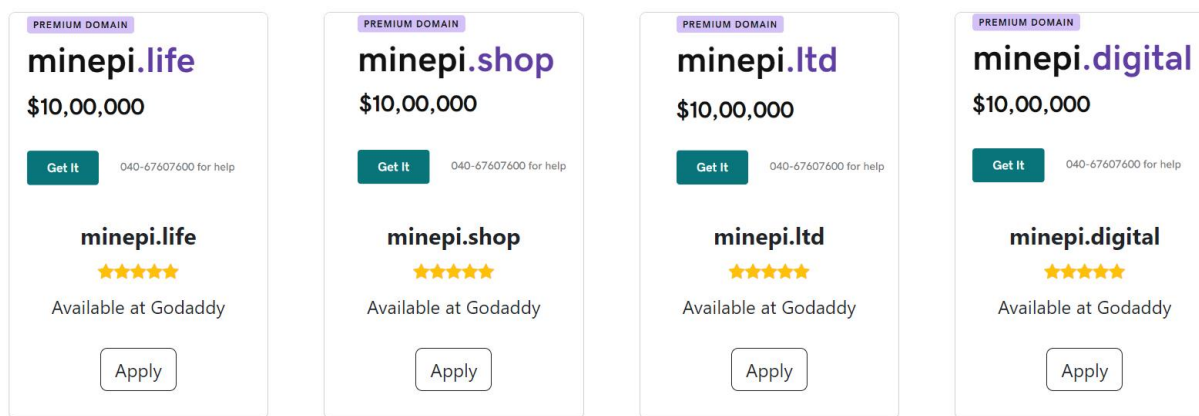 PREMIUM DOMAIN
minepi.life
$10,00,000
Get It 040-67607600 for help
minepi.life
Available at Godaddy
Apply
PREMIUM DOMAIN
minepi.shop
$10,00,000
Get It 040-67607600 for help
minepi.shop
Available at Godaddy
Apply
PREMIUM DOMAIN
minepi.ltd
$10,00,000
Get It 040-67607600 for help
minepi.ltd
Available at Godaddy
Apply
PREMIUM DOMAIN
minepi.digital
$10,00,000
Get It 040-67607600 for help
minepi.digital
Available at Godaddy
Apply